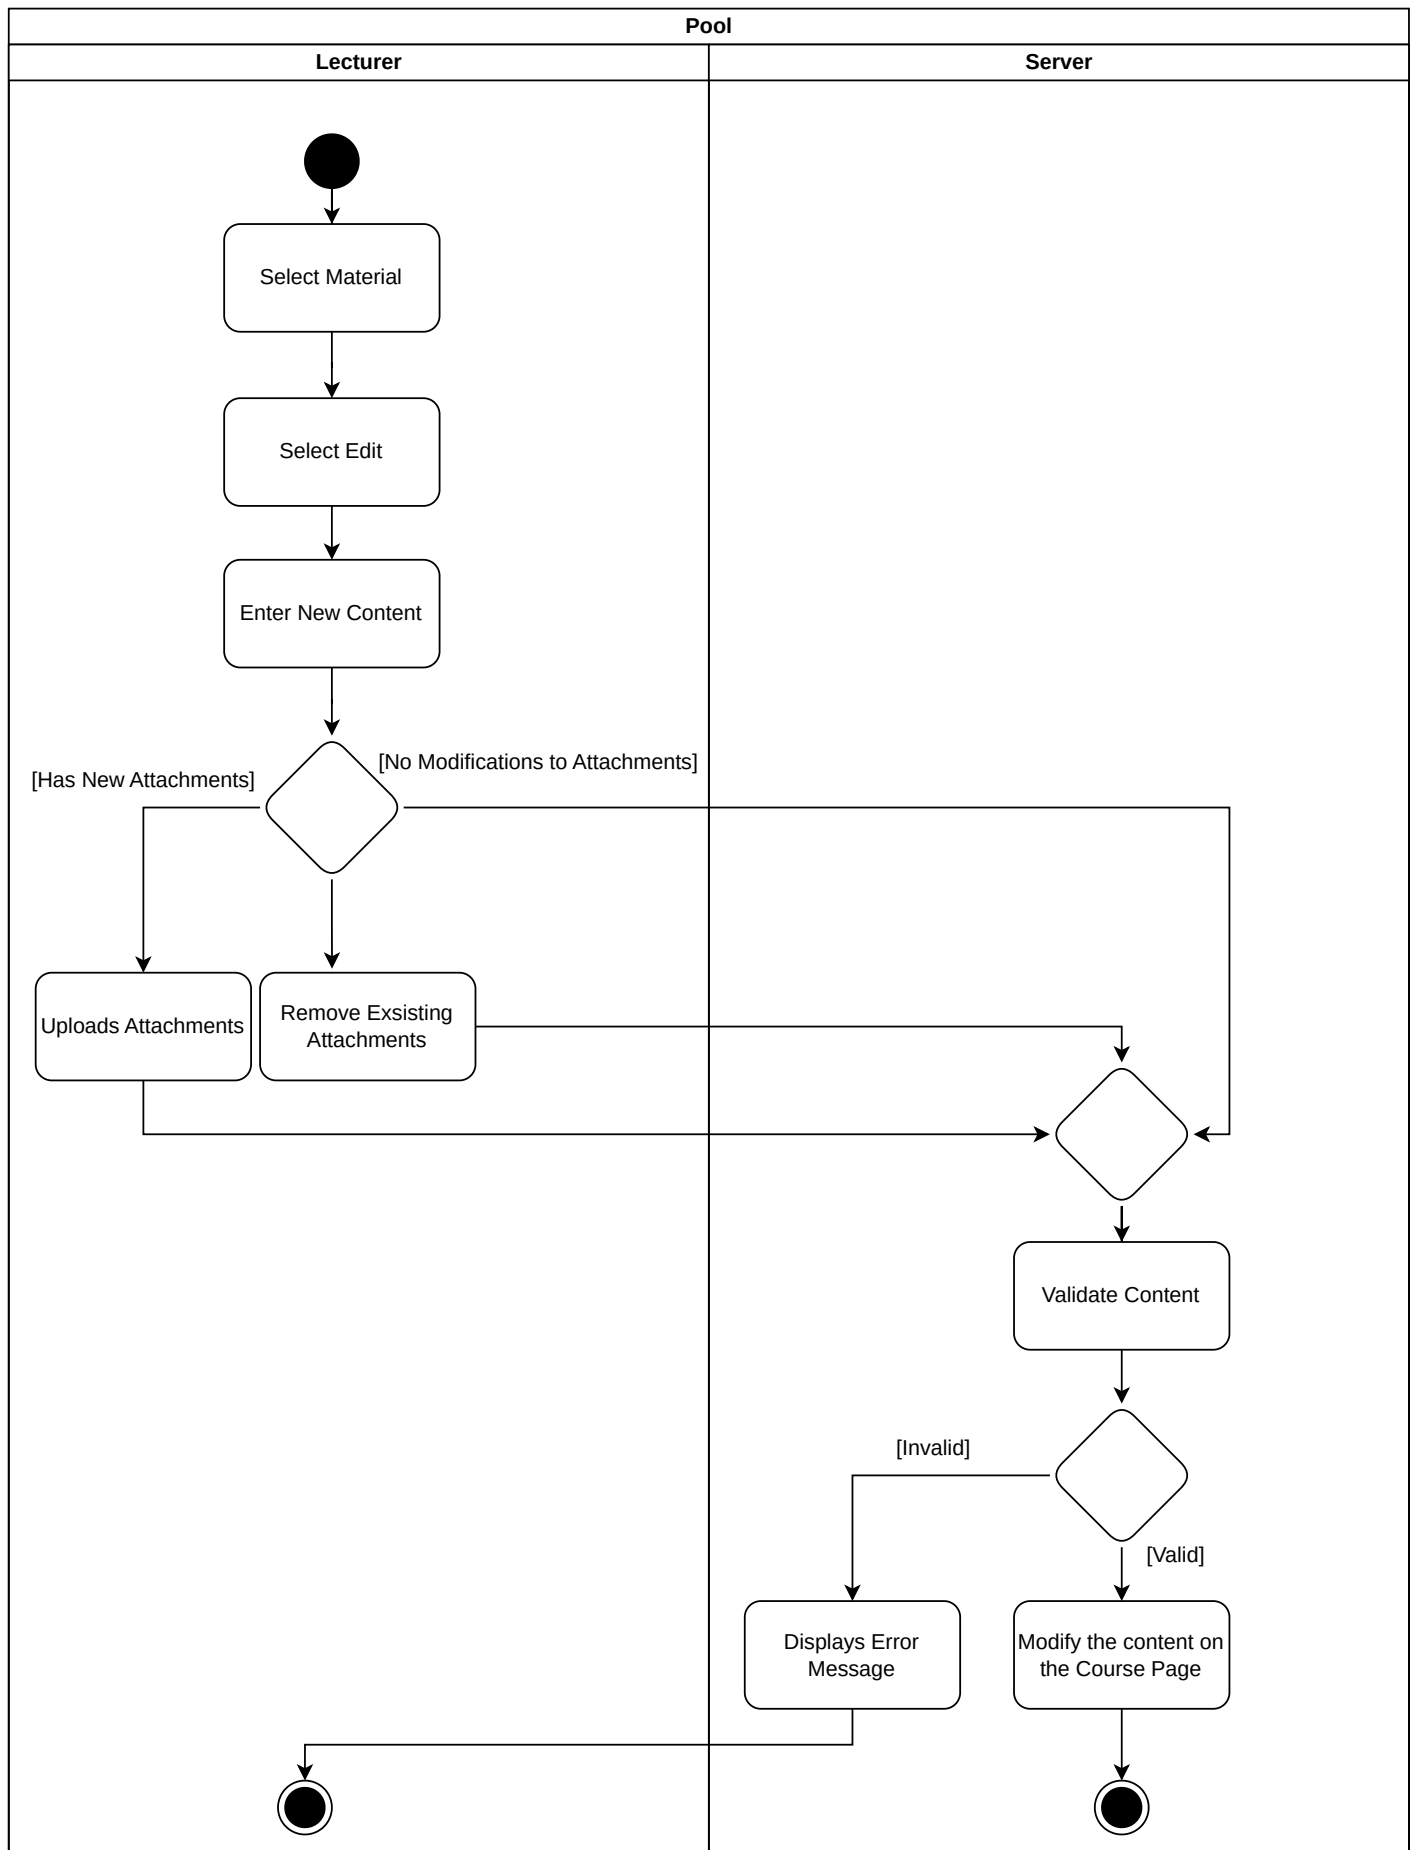 Pool
Lecturer
Server
Select Material
Select Edit
Enter New Content
[No Modifications to Attachments]
[Has New Attachments]
Uploads Attachments
Remove Exsisting
Attachments
Validate Content
[Invalid]
[Valid]
Displays Error
Message
Modify the content on
the Course Page